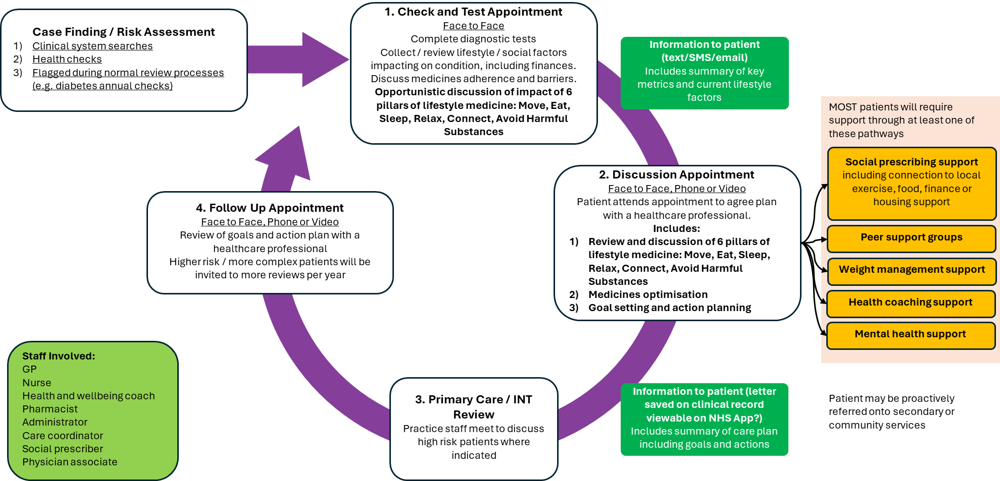 Case Finding / Risk Assessment
1) Clinical system searches
2) Health checks
3) Flagged during normal review processes
(e.g. diabetes annual checks)
1. Check and Test Appointment
Face to Face
Complete diagnostic tests
Collect / review lifestyle / social factors
impacting on condition, including finances.
Discuss medicines adherence and barriers.
Opportunistic discussion of impact of 6
pillars of lifestyle medicine: Move, Eat,
Sleep, Relax, Connect, Avoid Harmful
Substances
Information to patient
(text/SMS/email)
Includes summary of key
metrics and current lifestyle
factors
MOST patients will require
support through at least one of
these pathways
Social prescribing support
including connection to local
exercise, food, finance or
housing support
Peer support groups
Weight management support
Health coaching support
Mental health support
2. Discussion Appointment
Face to Face, Phone or Video
Patient attends appointment to agree plan
with a healthcare professional.
Includes:
1) Review and discussion of 6 pillars of
lifestyle medicine: Move, Eat, Sleep,
Relax, Connect, Avoid Harmful
Substances
2) Medicines optimisation
3) Goal setting and action planning
4. Follow Up Appointment
Face to Face, Phone or Video
Review of goals and action plan with a
healthcare professional
Higher risk / more complex patients will be
invited to more reviews per year
Staff Involved:
GP
Nurse
Health and wellbeing coach
Pharmacist
Administrator
Care coordinator
Social prescriber
Physician associate
3. Primary Care / INT
Review
Practice staff meet to discuss
high risk patients where
indicated
Information to patient (letter
saved on clinical record
viewable on NHS App?)
Includes summary of care plan
including goals and actions
Patient may be proactively
referred onto secondary or
community services